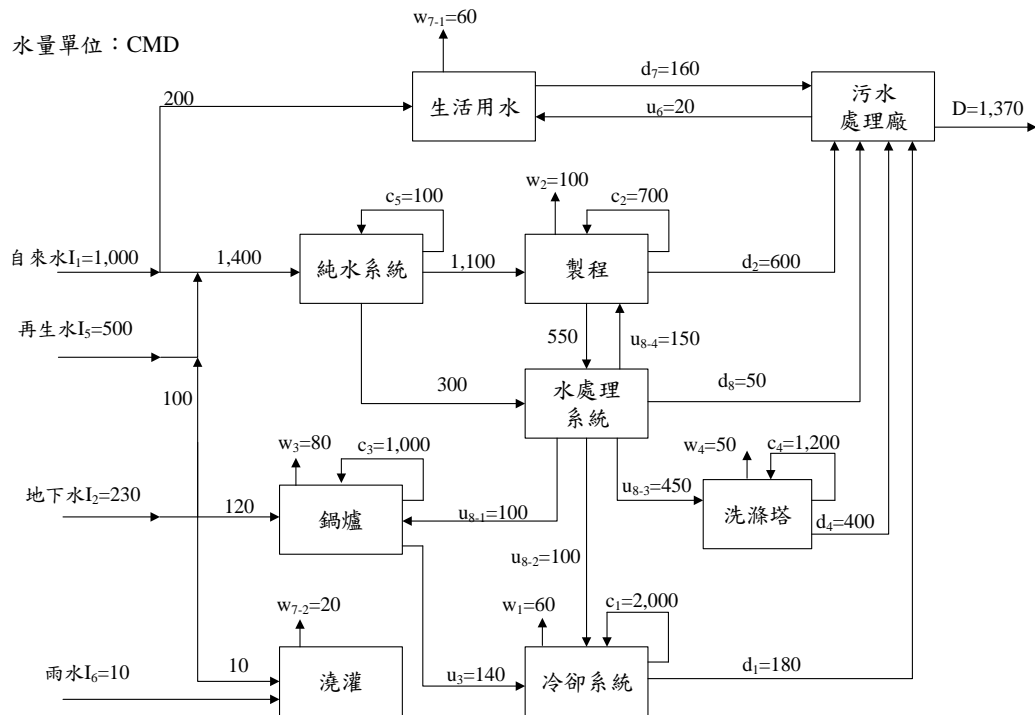 水量單位：CMD
w7-1=60
生活用水
200
d7=160
u6=20
污水
處理廠
D=1,370
c5=100
w2=100
c2=700
自來水I1=1,000
1,400
純水系統
1,100
製程
d2=600
再生水I5=500
100
300
550
u8-4=150
水處理
系統
d8=50
w3=80
c3=1,000
w4=50
c4=1,200
地下水I2=230
120
鍋爐
u8-1=100
u8-3=450
洗滌塔
d4=400
u8-2=100
w7-2=20
w1=60
c1=2,000
雨水I6=10
10
澆灌
u3=140
冷卻系統
d1=180